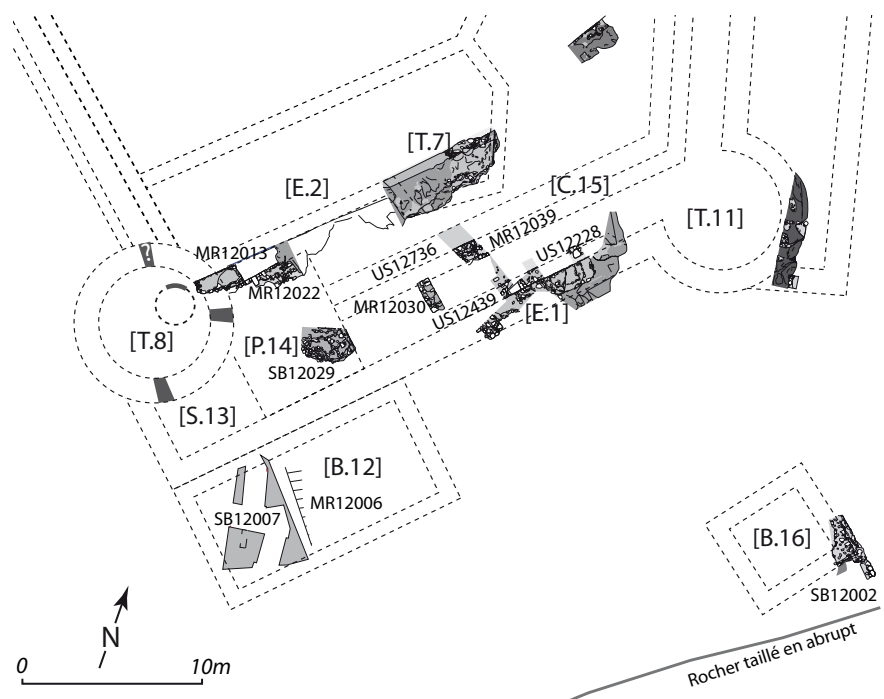 [T.7]
[E.2]
[C.15]
[T.11]
MR12039
US12228
US12736
?
MR12013
MR12022
MR12030
US12439
[E.1]
[T.8]
[P.14]
SB12029
[S.13]
[B.12]
MR12006
SB12007
[B.16]
SB12002
N
0 10m
Rocher taillé en abrupt